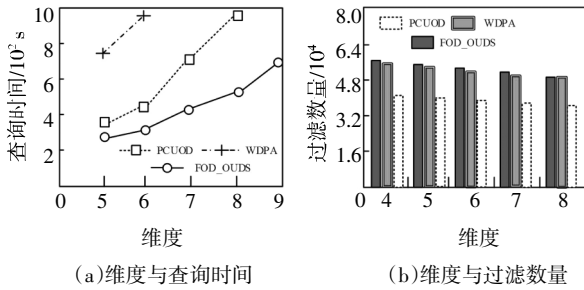 查询时间/10² s
10
8
6
4
2
0
5 6 7 8 9
PCUOD WDPA
FOD_OUDS
维度
(a)维度与查询时间
过滤数量/10⁴
8.0
6.4
4.8
3.2
1.6
0
4 5 6 7 8
PCUOD WDPA
FOD_OUDS
维度
(b)维度与过滤数量